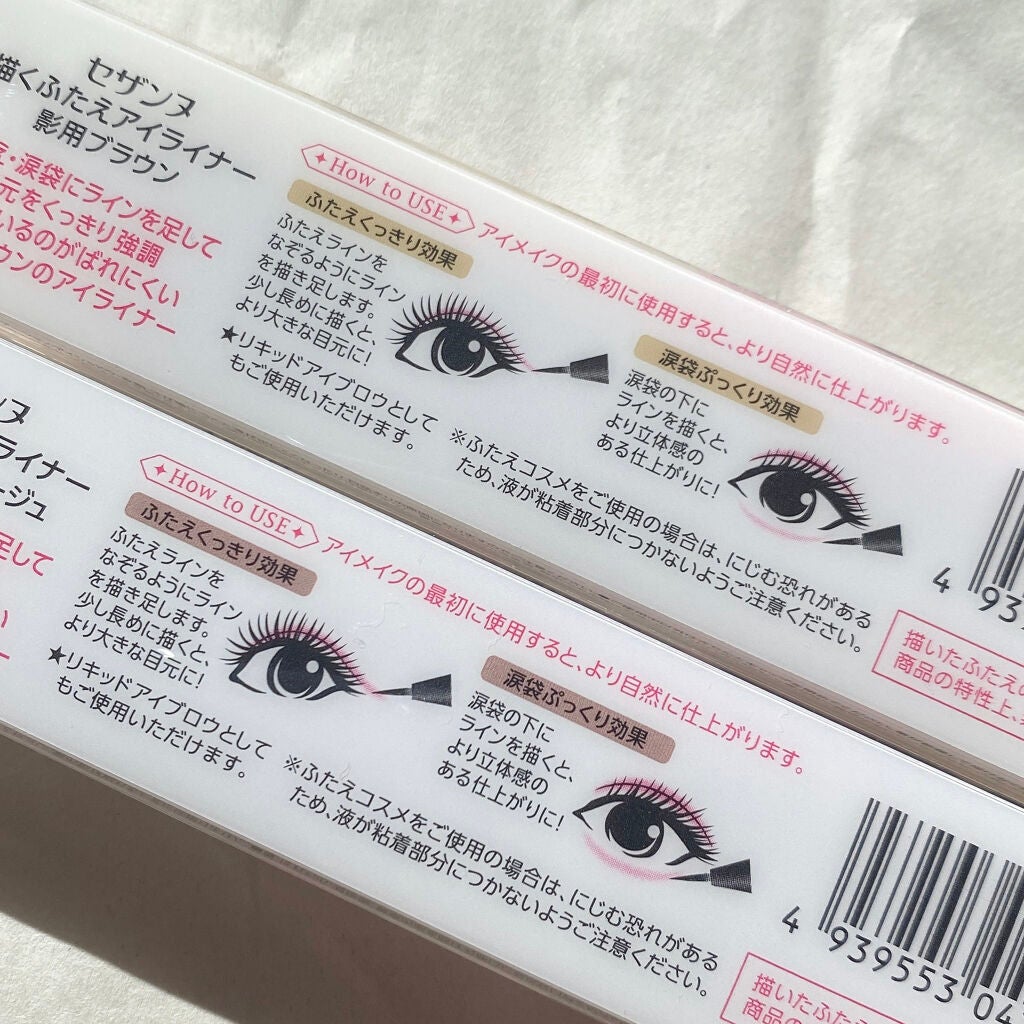 セザンヌ
描くふたえアイライナー
影用ブラウン
・涙袋にラインを足して
元をくっきり強調
いるのがばれにくい
ウンのアイライナー
How to USE
アイメイクの最初に使用すると、より自然に仕上がります。
ふたえくっきり効果
ふたえラインを
なぞるようにライン
を描き足します。
少し長めに描くと、
より大きな目元に!
★リキッドアイブロウとして
もご使用いただけます。
涙袋ぷっくり効果
涙袋の下に
ラインを描くと、
より立体感の
ある仕上がりに!
※ふたえコスメをご使用の場合は、にじむ恐れがある
ため、液が粘着部分につかないようご注意ください。
4 93
描いたふたえの
商品の特性上、
ンヌ
ライナー
ージュ
足して
い
How to USE
アイメイクの最初に使用すると、より自然に仕上がります。
ふたえくっきり効果
ふたえラインを
なぞるようにライン
を描き足します。
少し長めに描くと、
より大きな目元に!
★リキッドアイブロウとして
もご使用いただけます。
涙袋ぷっくり効果
涙袋の下に
ラインを描くと、
より立体感の
ある仕上がりに!
※ふたえコスメをご使用の場合は、にじむ恐れがある
ため、液が粘着部分につかないようご注意ください。
4 939553 04
描いたふたえ
商品の